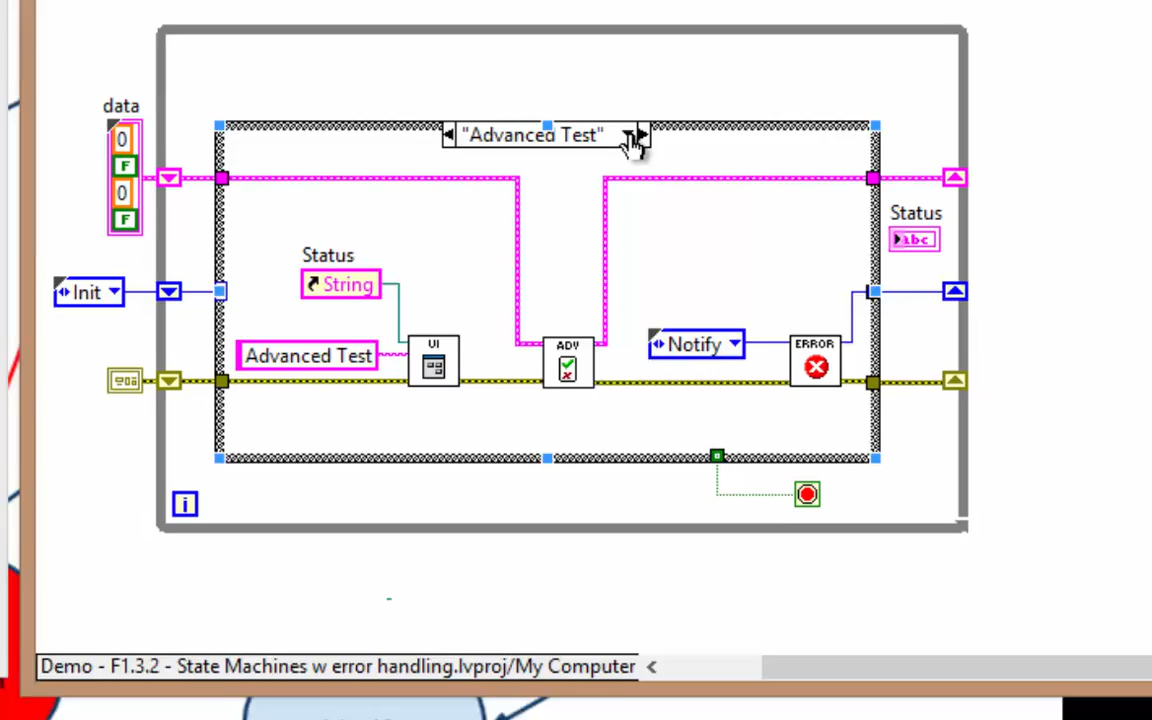 data
0
F
0
F
"Advanced Test"
Status
abc
Status
String
Init
Advanced Test
UI
ADV
Notify
ERROR
i
Demo - F1.3.2 - State Machines w error handling.lvproj/My Computer